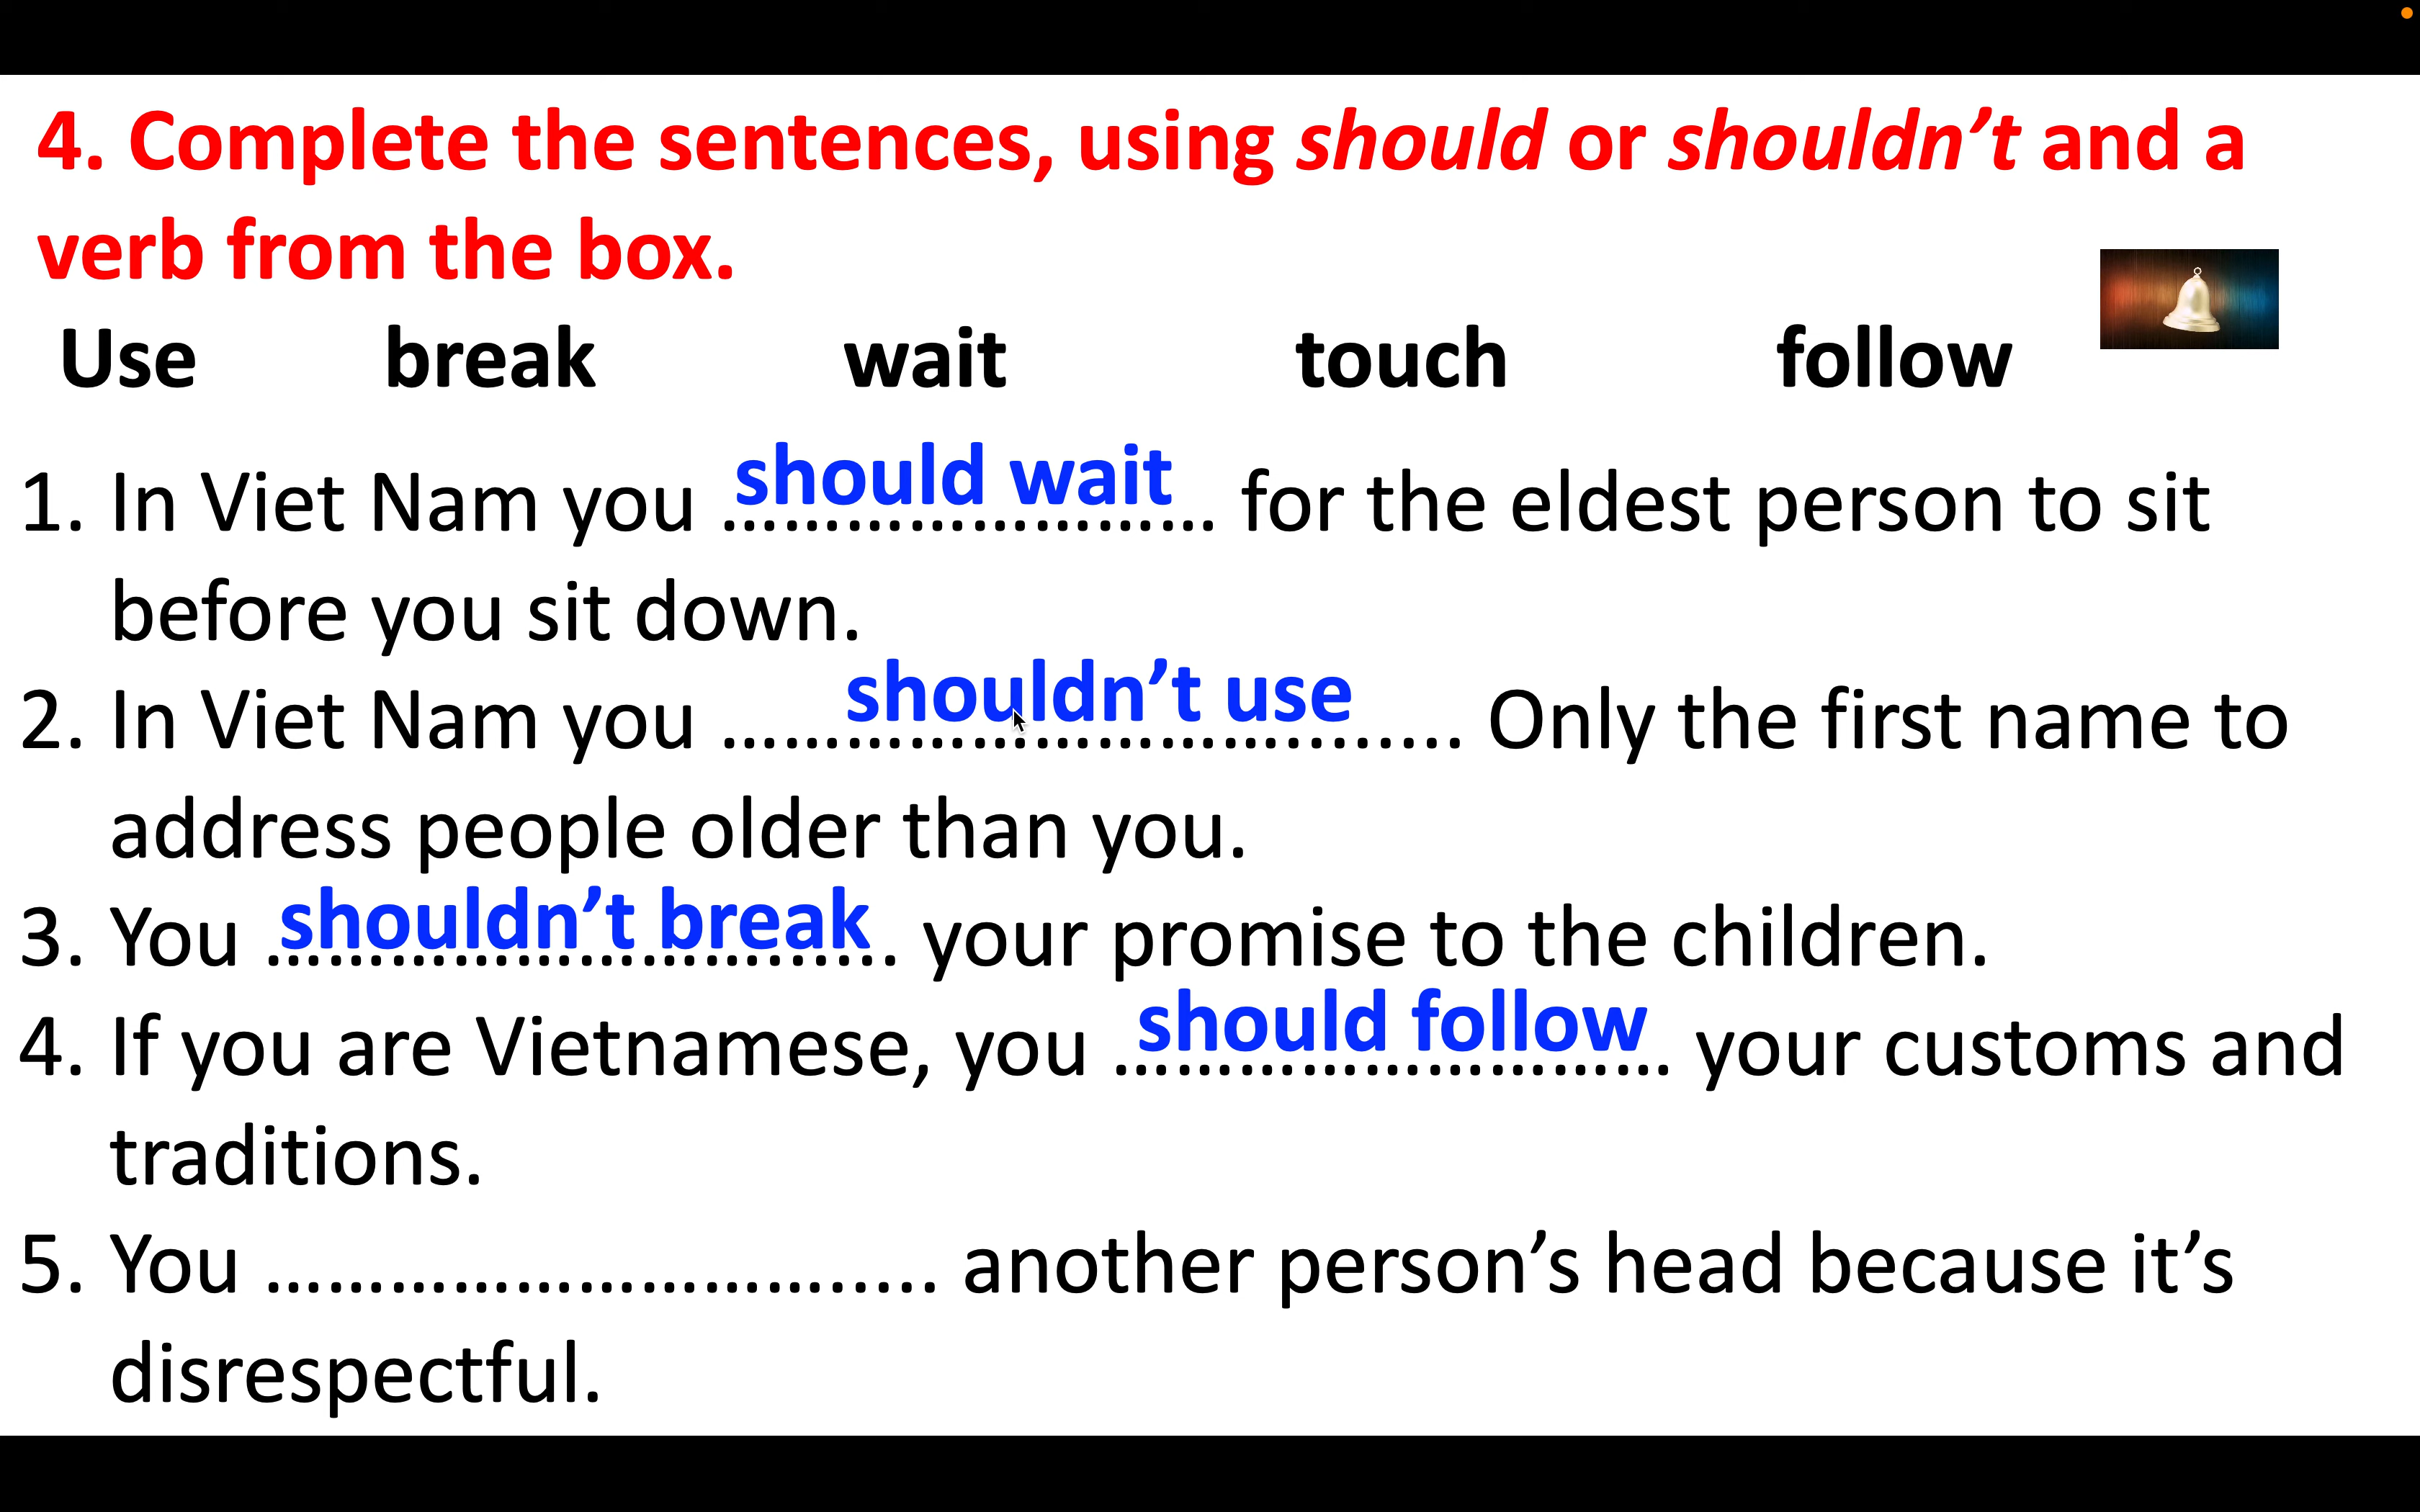 4. Complete the sentences, using should or shouldn’t and a
verb from the box.
Use break wait touch follow
1. In Viet Nam you should wait for the eldest person to sit
before you sit down.
2. In Viet Nam you shouldn’t use Only the first name to
address people older than you.
3. You shouldn’t break your promise to the children.
4. If you are Vietnamese, you should follow your customs and
traditions.
5. You ................................ another person’s head because it’s
disrespectful.